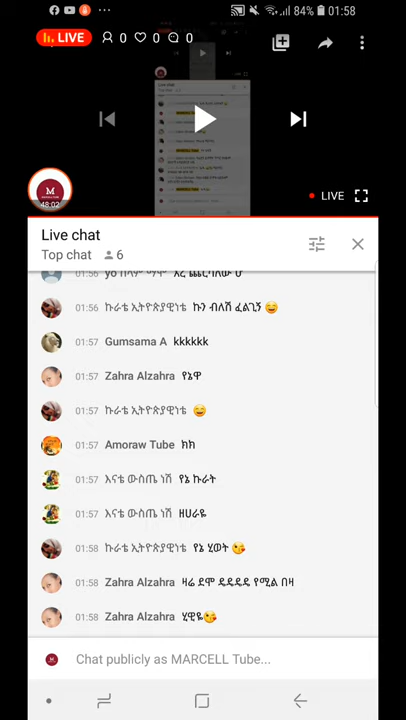 84% 01:58
LIVE 0 0 0
M
48:02
LIVE
Live chat
Top chat 6
01:56
01:56 ኩራቴ ኢትዮጵያዊነቴ ኩን ብለሽ ፈልጊኝ
01:57 Gumsama A kkkkkk
01:57 Zahra Alzahra የኔዋ
01:57 ኩራቴ ኢትዮጵያዊነቴ
01:57 Amoraw Tube ክክ
01:57 እናቴ ውስጤ ነሽ የኔ ኩራት
01:57 እናቴ ውስጤ ነሽ ዘሀራዬ
01:58 ኩራቴ ኢትዮጵያዊነቴ የኔ ሂወት
01:58 Zahra Alzahra ዛሬ ደሞ ዴዴዴዴ የሚል በዛ
01:58 Zahra Alzahra ሂዊዬ
Chat publicly as MARCELL Tube...